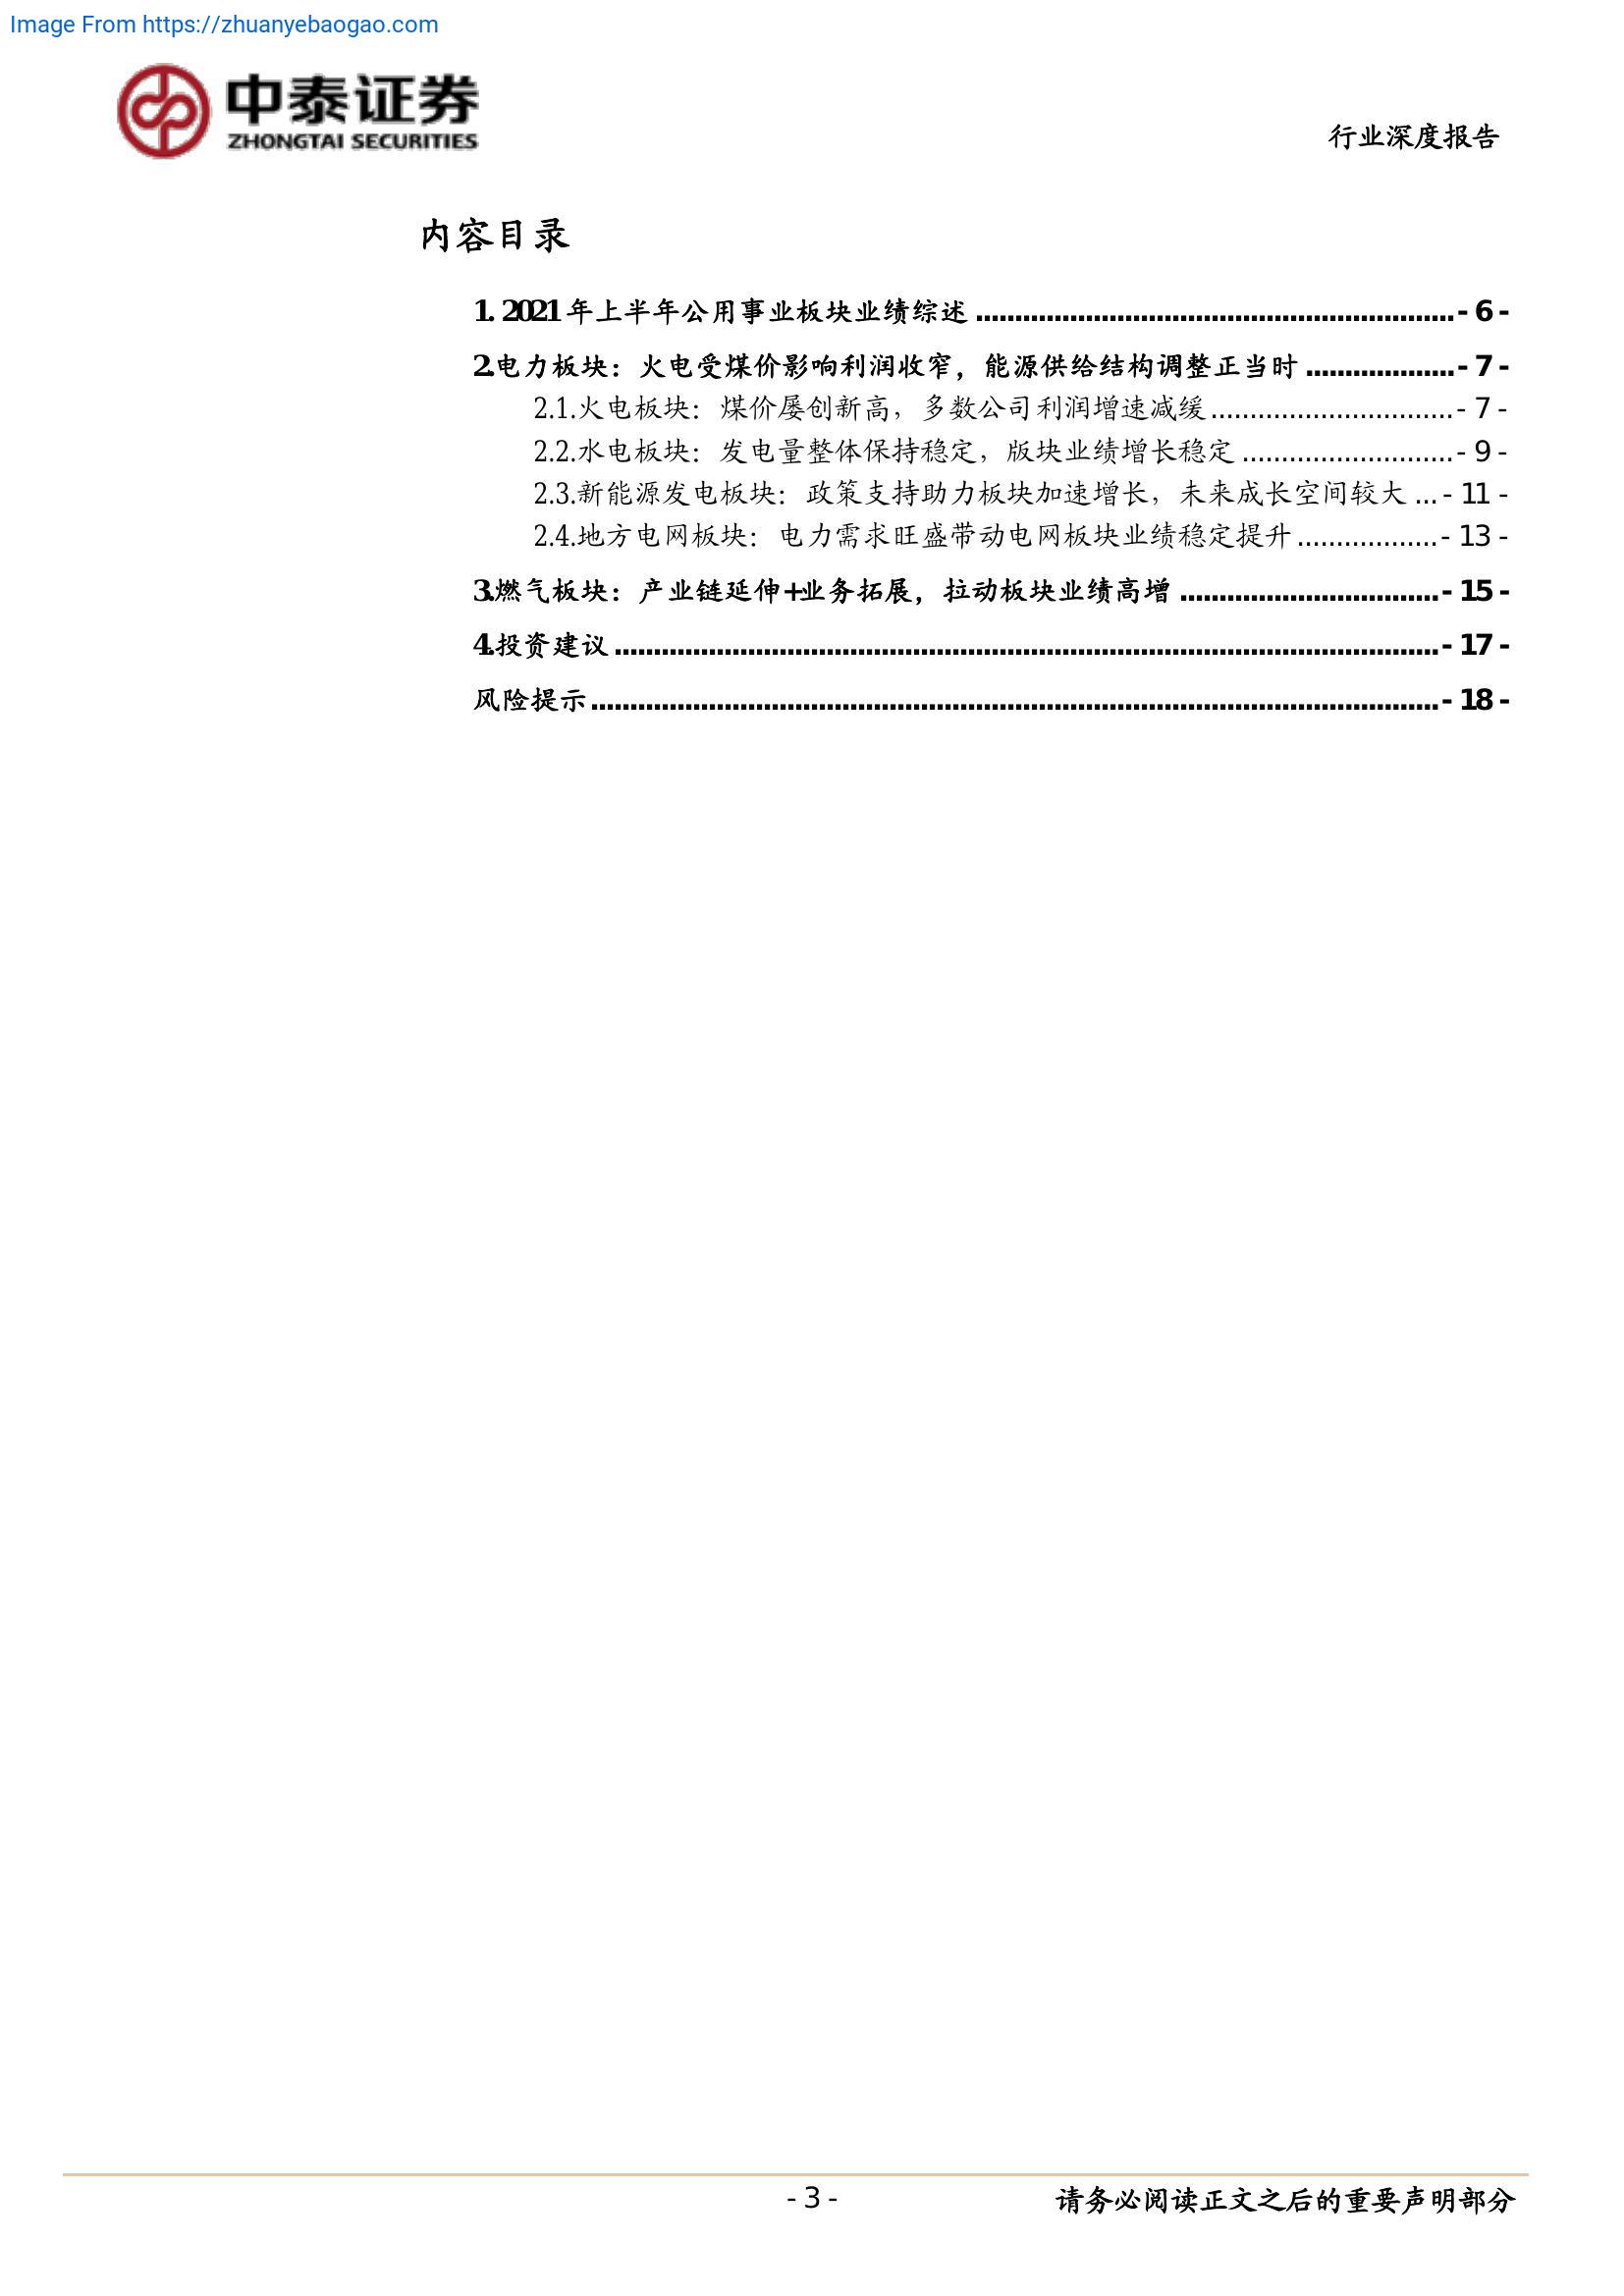 Image From https://zhuanyebaogao.com
中泰证券
ZHONGTAI SECURITIES
行业深度报告
内容目录
1. 2021 年上半年公用事业板块业绩综述 ............................................................. - 6 -
2.电力板块：火电受煤价影响利润收窄，能源供给结构调整正当时 ................... - 7 -
2.1.火电板块：煤价屡创新高，多数公司利润增速减缓 ............................... - 7 -
2.2.水电板块：发电量整体保持稳定，版块业绩增长稳定 ........................... - 9 -
2.3.新能源发电板块：政策支持助力板块加速增长，未来成长空间较大 ... - 11 -
2.4.地方电网板块：电力需求旺盛带动电网板块业绩稳定提升 .................. - 13 -
3.燃气板块：产业链延伸+业务拓展，拉动板块业绩高增 ................................. - 15 -
4.投资建议 ......................................................................................................... - 17 -
风险提示 ............................................................................................................ - 18 -
- 3 -
请务必阅读正文之后的重要声明部分